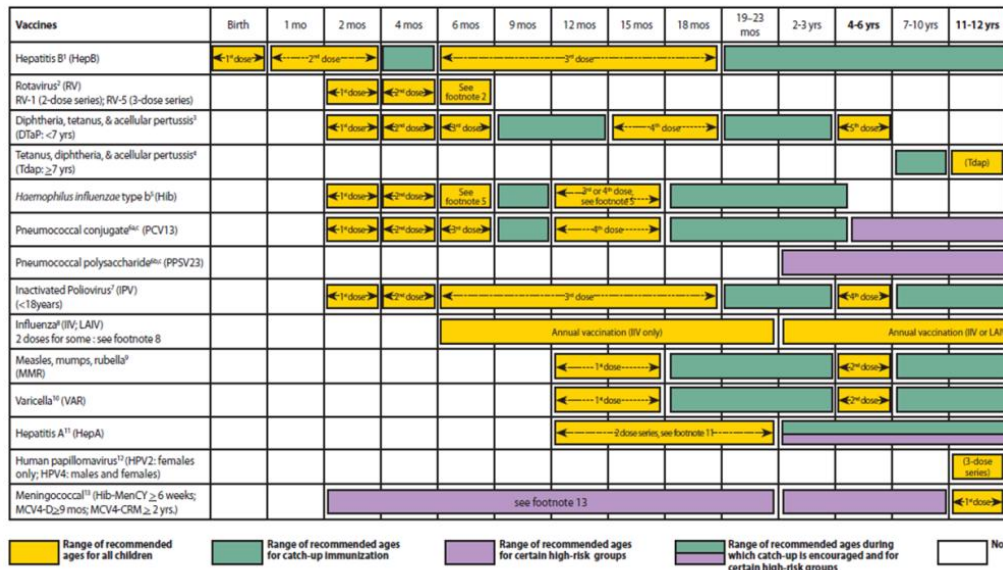 Vaccines Birth 1 mo 2 mos 4 mos 6 mos 9 mos 12 mos 15 mos 18 mos 19–23 mos 2-3 yrs 4-6 yrs 7-10 yrs 11-12 yrs
Hepatitis B¹ (HepB) 1st dose 2nd dose 3rd dose
Rotavirus² (RV)
RV-1 (2-dose series); RV-5 (3-dose series) 1st dose 2nd dose See footnote 2
Diphtheria, tetanus, & acellular pertussis³
(DTaP: <7 yrs) 1st dose 2nd dose 3rd dose 4th dose 5th dose
Tetanus, diphtheria, & acellular pertussis⁴
(Tdap: ≥7 yrs) (Tdap)
Haemophilus influenzae type b⁵ (Hib) 1st dose 2nd dose See footnote 5 3rd or 4th dose, see footnote 5
Pneumococcal conjugate (PCV13) 1st dose 2nd dose 3rd dose 4th dose
Pneumococcal polysaccharide (PPSV23)
Inactivated Poliovirus⁷ (IPV)
(<18years) 1st dose 2nd dose 3rd dose 4th dose
Influenza⁸ (IIV; LAIV)
2 doses for some : see footnote 8 Annual vaccination (IIV only) Annual vaccination (IIV or LAIV
Measles, mumps, rubella⁹
(MMR) 1st dose 2nd dose
Varicella¹⁰ (VAR) 1st dose 2nd dose
Hepatitis A¹¹ (HepA) 2 dose series, see footnote 11
Human papillomavirus¹² (HPV2: females
only; HPV4: males and females) (3-dose series)
Meningococcal¹³ (Hib-MenCY ≥ 6 weeks;
MCV4-D≥9 mos; MCV4-CRM ≥ 2 yrs.) see footnote 13 1st dose
Range of recommended ages for all children
Range of recommended ages for catch-up immunization
Range of recommended ages for certain high-risk groups
Range of recommended ages during which catch-up is encouraged and for certain high-risk groups
No